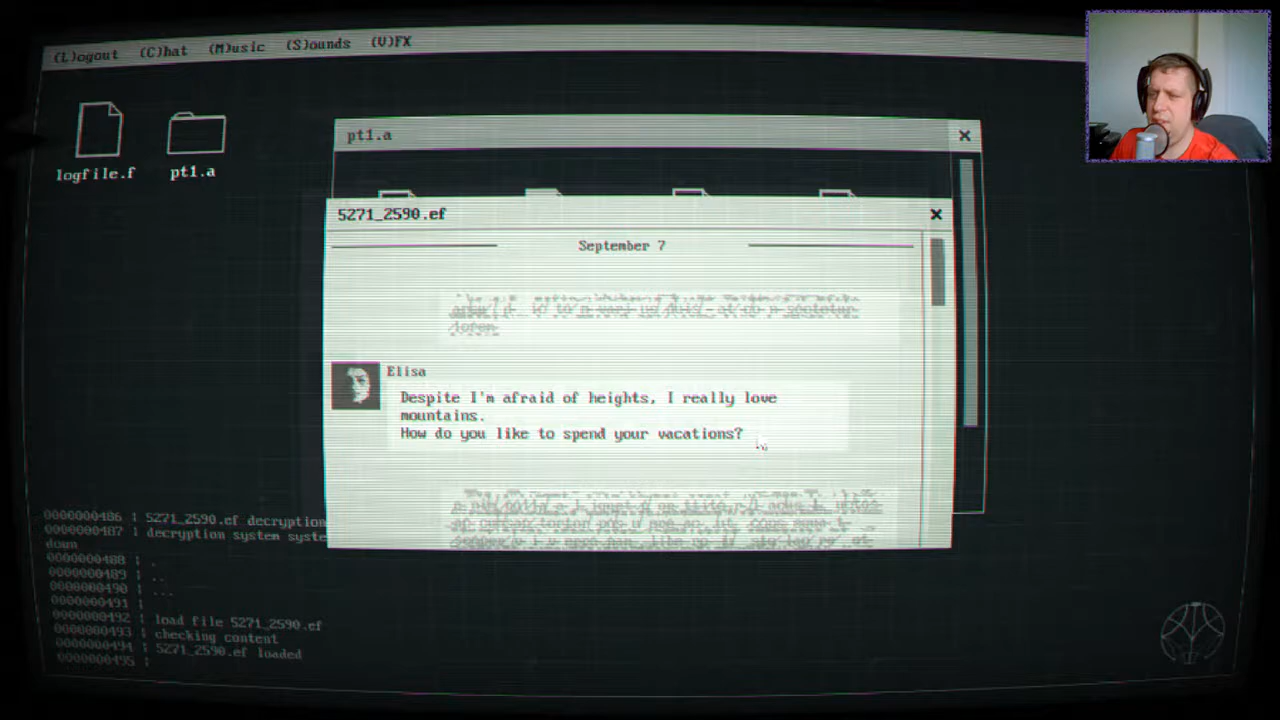 (L)ogout (C)hat (M)usic (S)ounds (V)FX
logfile.f
pt1.a
pt1.a
5271_2590.ef
September 7
Elisa
Despite I'm afraid of heights, I really love
mountains.
How do you like to spend your vacations?
0000000486 | 5271_2590.ef decryption
0000000487 | decryption system syste
down
0000000488 | .
0000000489 | ..
0000000490 | ...
0000000491 |
0000000492 | load file 5271_2590.ef
0000000493 | checking content
0000000494 | 5271_2590.ef loaded
0000000495 |